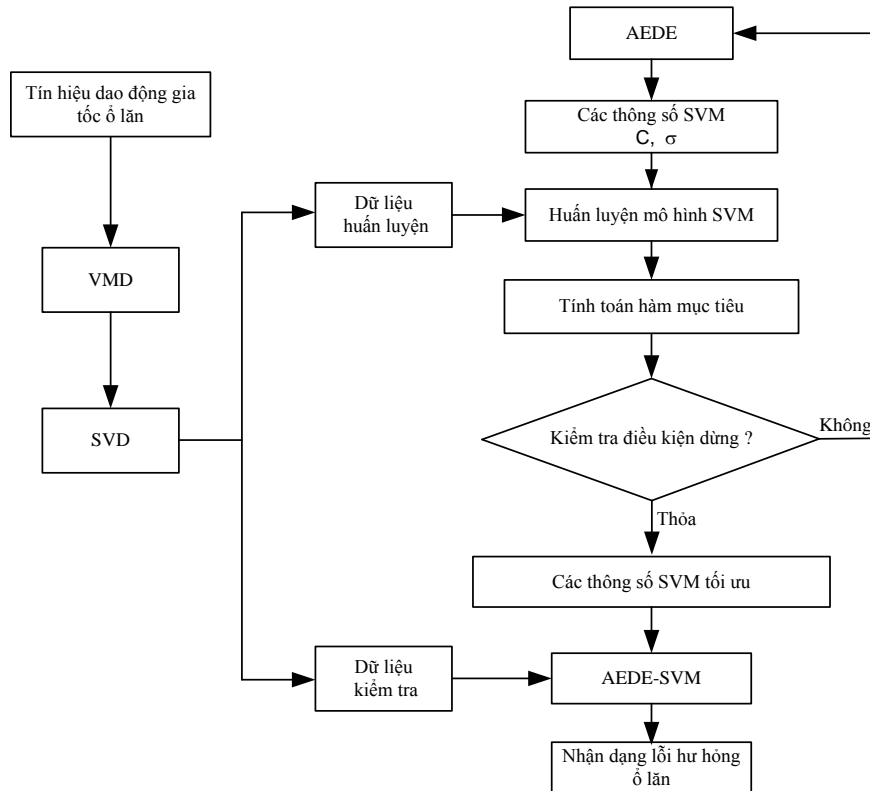 AEDE
Tín hiệu dao động gia
tốc ổ lăn
Các thông số SVM
C, σ
Dữ liệu
huấn luyện
Huấn luyện mô hình SVM
VMD
Tính toán hàm mục tiêu
SVD
Kiểm tra điều kiện dừng ?
Không
Thỏa
Các thông số SVM tối ưu
Dữ liệu
kiểm tra
AEDE-SVM
Nhận dạng lỗi hư hỏng
ổ lăn